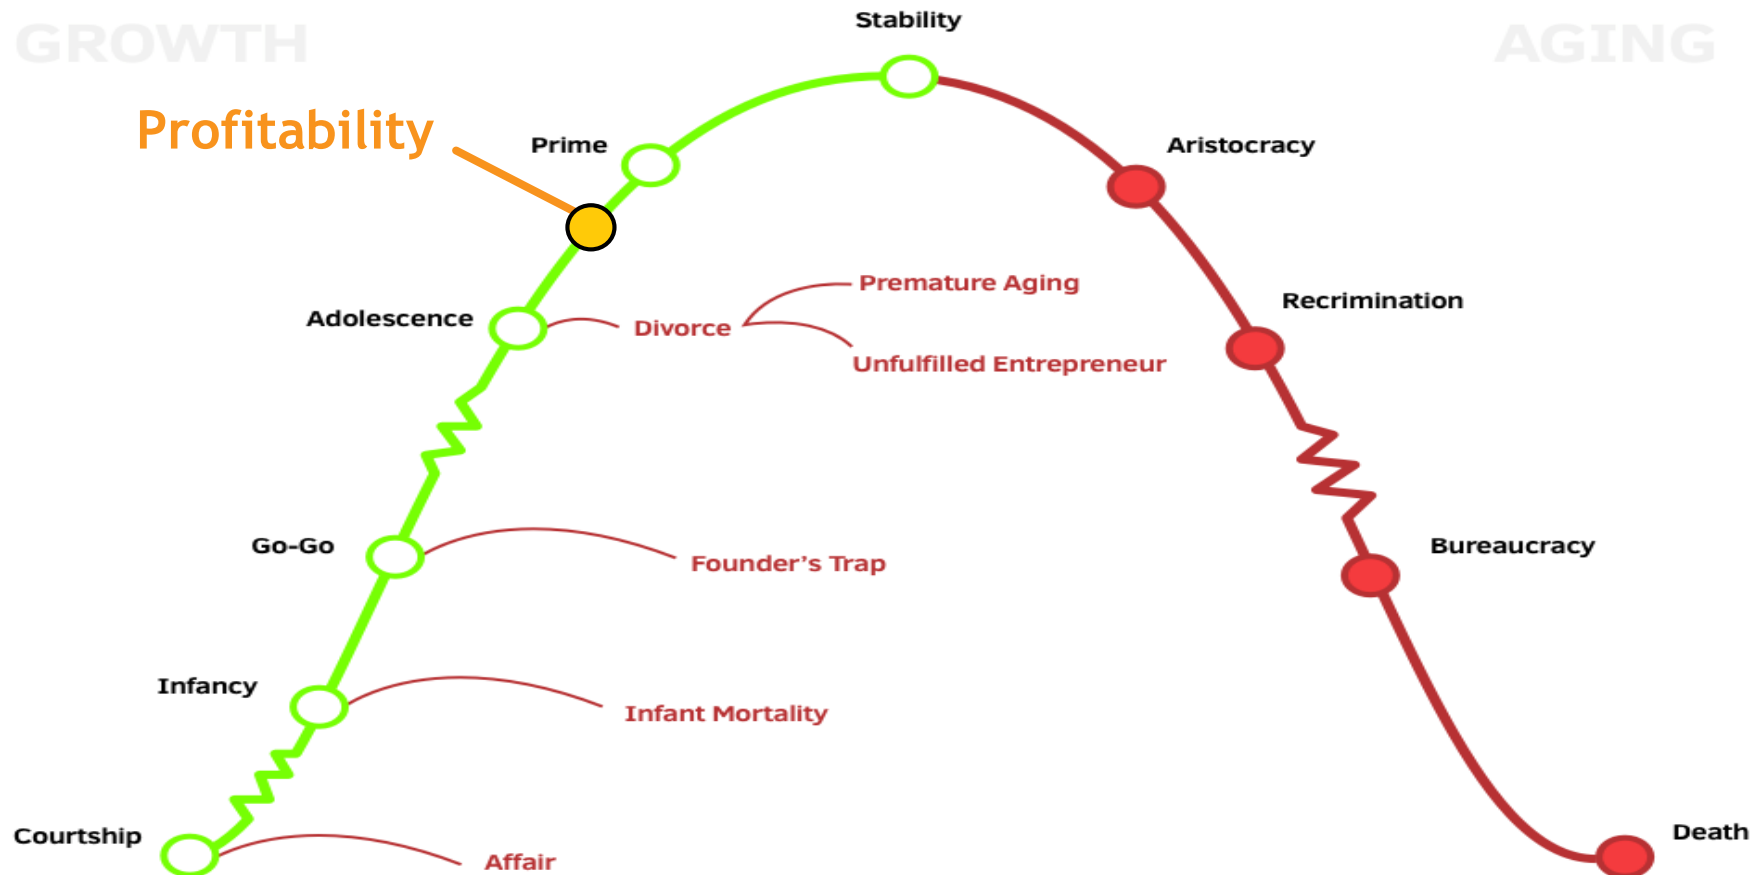 GROWTH
AGING
Stability
Profitability
Prime
Aristocracy
Adolescence
Divorce
Premature Aging
Unfulfilled Entrepreneur
Recrimination
Go-Go
Founder’s Trap
Bureaucracy
Infancy
Infant Mortality
Courtship
Affair
Death